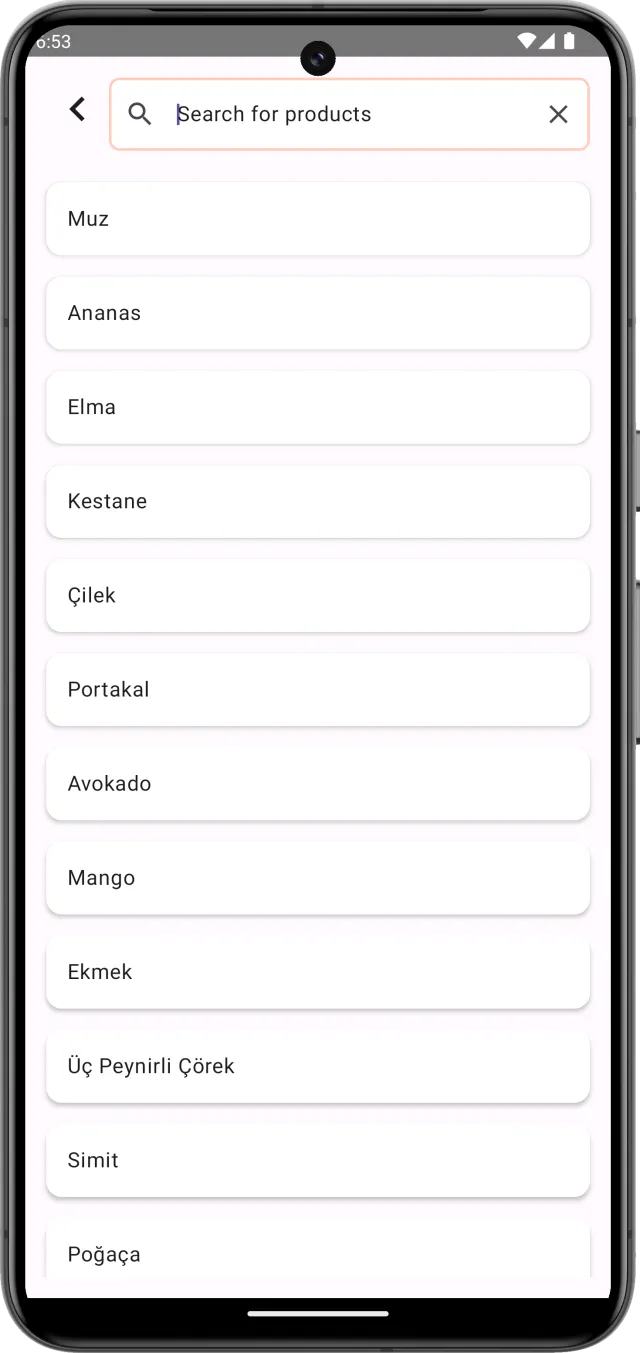 6:53
Search for products
Muz
Ananas
Elma
Kestane
Çilek
Portakal
Avokado
Mango
Ekmek
Üç Peynirli Çörek
Simit
Poğaça